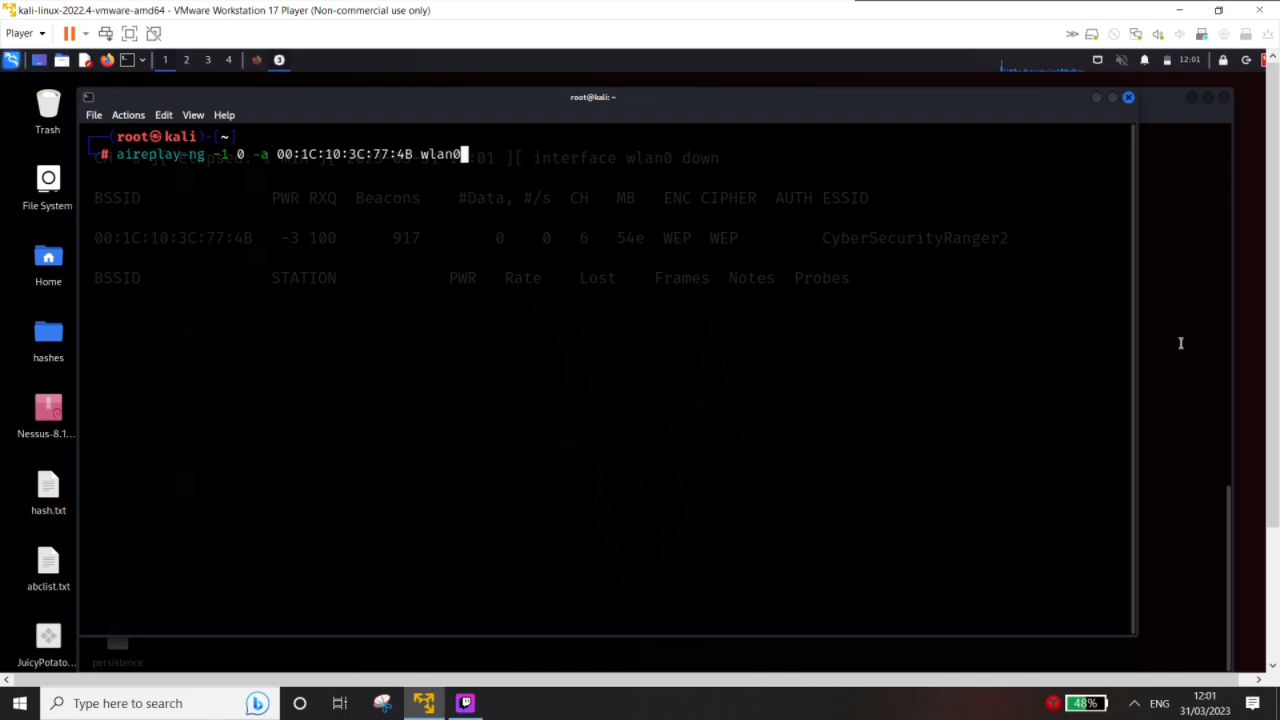 kali-linux-2022.4-vmware-amd64 - VMware Workstation 17 Player (Non-commercial use only)
Player
1 2 3 4 3
12:01
root@kali: ~
File Actions Edit View Help
root㉿kali)-[~]
# aireplay-ng -1 0 -a 00:1C:10:3C:77:4B wlan0
01 ][ interface wlan0 down
BSSID PWR RXQ Beacons #Data, #/s CH MB ENC CIPHER AUTH ESSID
00:1C:10:3C:77:4B -3 100 917 0 0 6 54e WEP WEP CyberSecurityRanger2
BSSID STATION PWR Rate Lost Frames Notes Probes
Trash
File System
Home
hashes
Nessus-8.1...
hash.txt
abclist.txt
JuicyPotato...
persistence
Type here to search
48%
ENG
12:01
31/03/2023